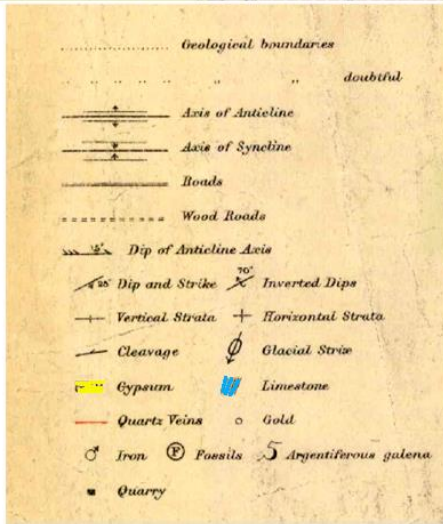 Geological boundaries
" " " " " " " doubtful
Axis of Anticline
Axis of Syncline
Roads
Wood Roads
15° Dip of Anticline Axis
25° Dip and Strike 70° Inverted Dips
Vertical Strata Horizontal Strata
Cleavage Glacial Striæ
Gypsum Limestone
Quartz Veins Gold
♂ Iron F Fossils 5 Argentiferous galena
Quarry